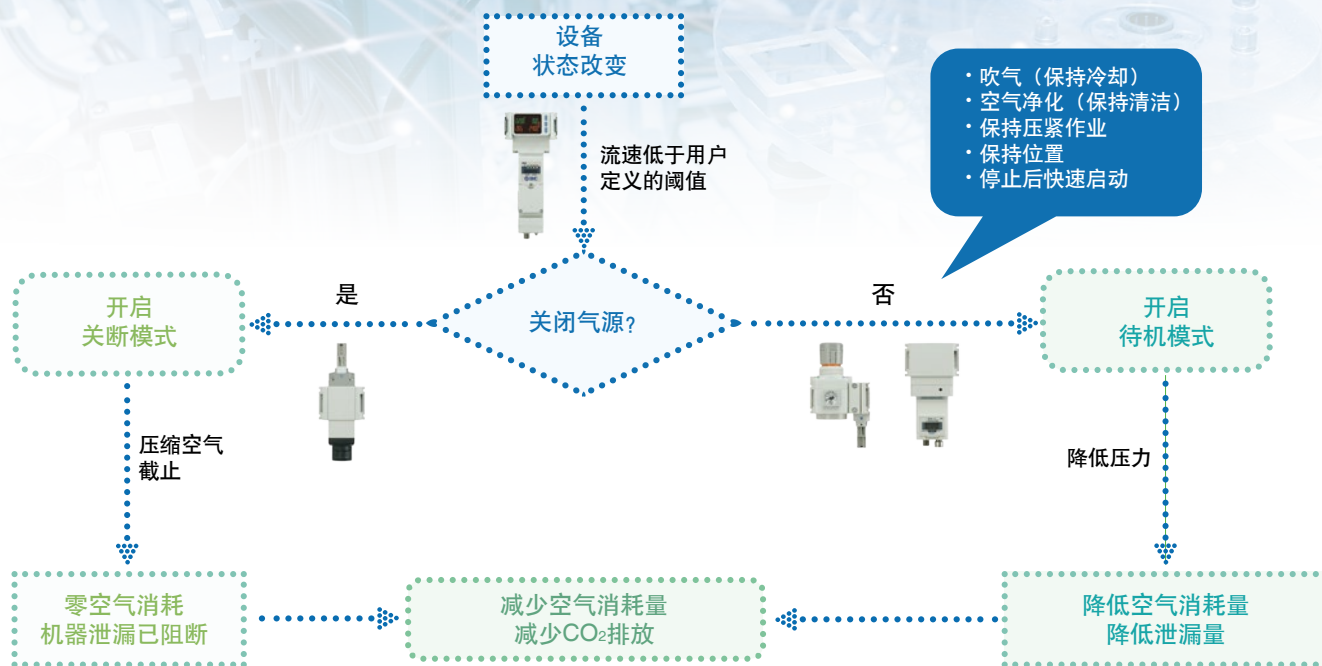 设备
状态改变
流速低于用户
定义的阈值
・吹气（保持冷却）
・空气净化（保持清洁）
・保持压紧作业
・保持位置
・停止后快速启动
开启
关断模式
是
关闭气源？
否
开启
待机模式
压缩空气
截止
降低压力
零空气消耗
机器泄漏已阻断
减少空气消耗量
减少CO₂排放
降低空气消耗量
降低泄漏量